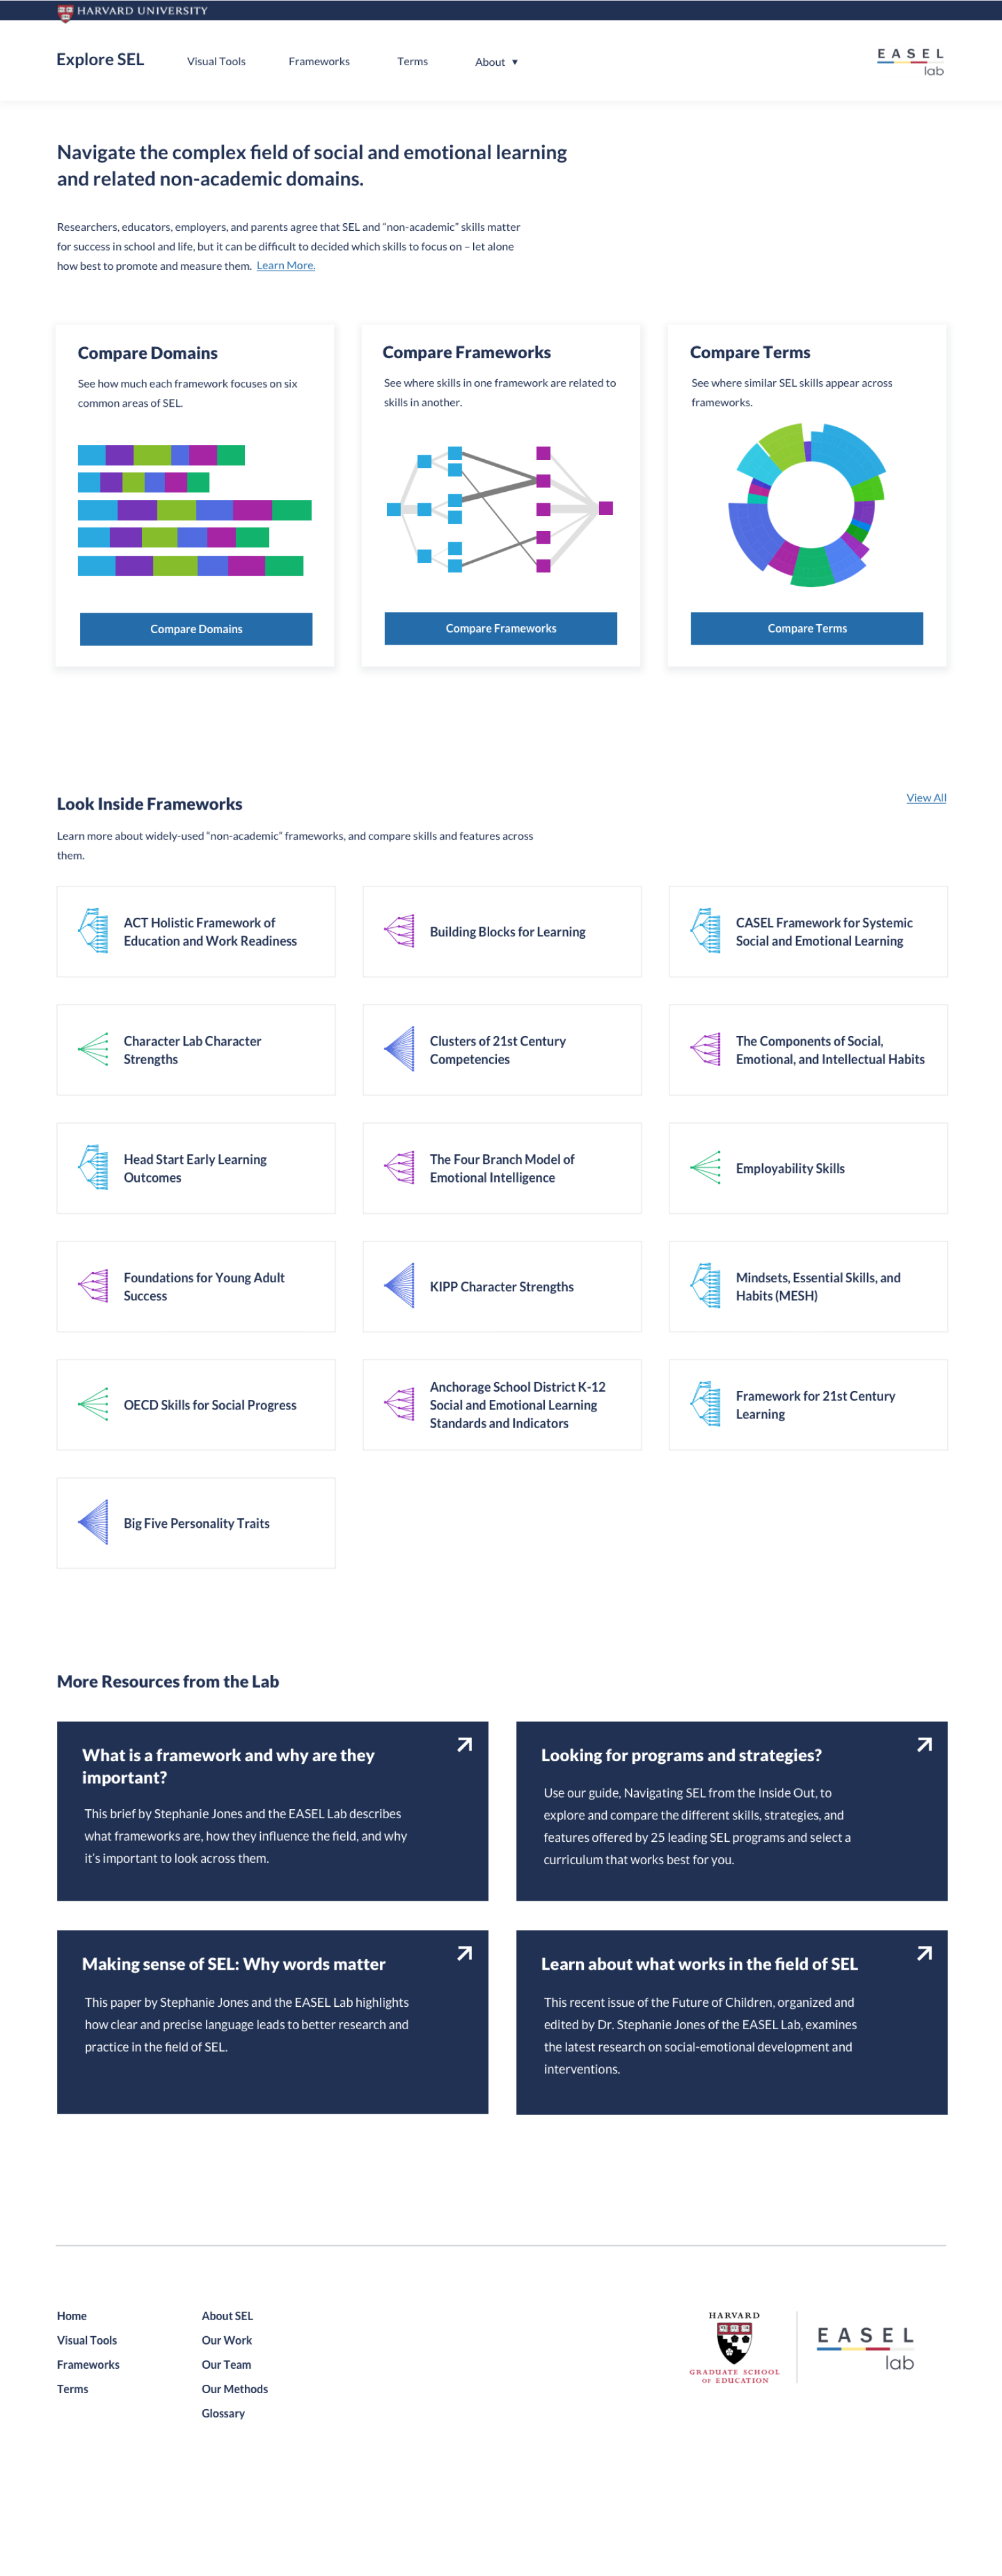 HARVARD UNIVERSITY
Explore SEL
Visual Tools
Frameworks
Terms
About ▼
EASEL
lab
Navigate the complex field of social and emotional learning
and related non-academic domains.
Researchers, educators, employers, and parents agree that SEL and “non-academic” skills matter
for success in school and life, but it can be difficult to decided which skills to focus on – let alone
how best to promote and measure them. Learn More.
Compare Domains
See how much each framework focuses on six
common areas of SEL.
Compare Domains
Compare Frameworks
See where skills in one framework are related to
skills in another.
Compare Frameworks
Compare Terms
See where similar SEL skills appear across
frameworks.
Compare Terms
Look Inside Frameworks
View All
Learn more about widely-used “non-academic” frameworks, and compare skills and features across
them.
ACT Holistic Framework of
Education and Work Readiness
Building Blocks for Learning
CASEL Framework for Systemic
Social and Emotional Learning
Character Lab Character
Strengths
Clusters of 21st Century
Competencies
The Components of Social,
Emotional, and Intellectual Habits
Head Start Early Learning
Outcomes
The Four Branch Model of
Emotional Intelligence
Employability Skills
Foundations for Young Adult
Success
KIPP Character Strengths
Mindsets, Essential Skills, and
Habits (MESH)
OECD Skills for Social Progress
Anchorage School District K-12
Social and Emotional Learning
Standards and Indicators
Framework for 21st Century
Learning
Big Five Personality Traits
More Resources from the Lab
What is a framework and why are they
important?
This brief by Stephanie Jones and the EASEL Lab describes
what frameworks are, how they influence the field, and why
it’s important to look across them.
Looking for programs and strategies?
Use our guide, Navigating SEL from the Inside Out, to
explore and compare the different skills, strategies, and
features offered by 25 leading SEL programs and select a
curriculum that works best for you.
Making sense of SEL: Why words matter
This paper by Stephanie Jones and the EASEL Lab highlights
how clear and precise language leads to better research and
practice in the field of SEL.
Learn about what works in the field of SEL
This recent issue of the Future of Children, organized and
edited by Dr. Stephanie Jones of the EASEL Lab, examines
the latest research on social-emotional development and
interventions.
Home
Visual Tools
Frameworks
Terms
About SEL
Our Work
Our Team
Our Methods
Glossary
HARVARD
GRADUATE SCHOOL
OF EDUCATION
EASEL
lab